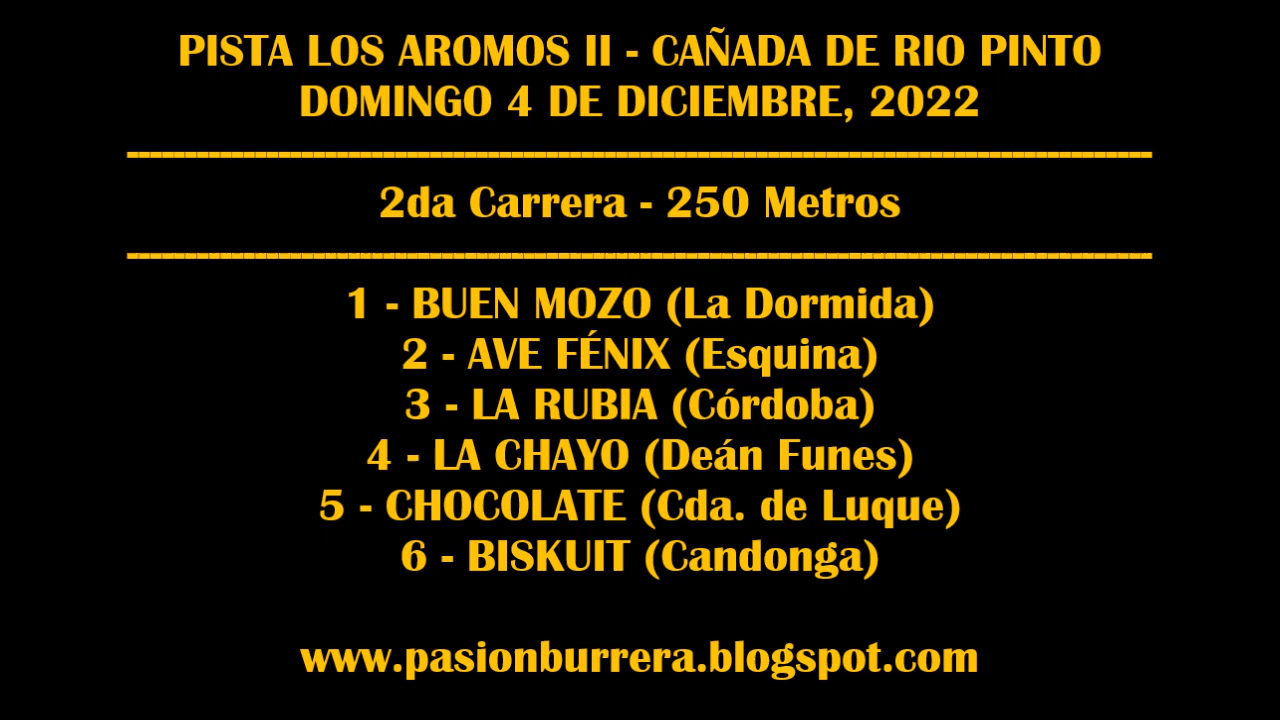 PISTA LOS AROMOS II - CAÑADA DE RIO PINTO
DOMINGO 4 DE DICIEMBRE, 2022
2da Carrera - 250 Metros
1 - BUEN MOZO (La Dormida)
2 - AVE FÉNIX (Esquina)
3 - LA RUBIA (Córdoba)
4 - LA CHAYO (Deán Funes)
5 - CHOCOLATE (Cda. de Luque)
6 - BISKUIT (Candonga)
www.pasionburrera.blogspot.com